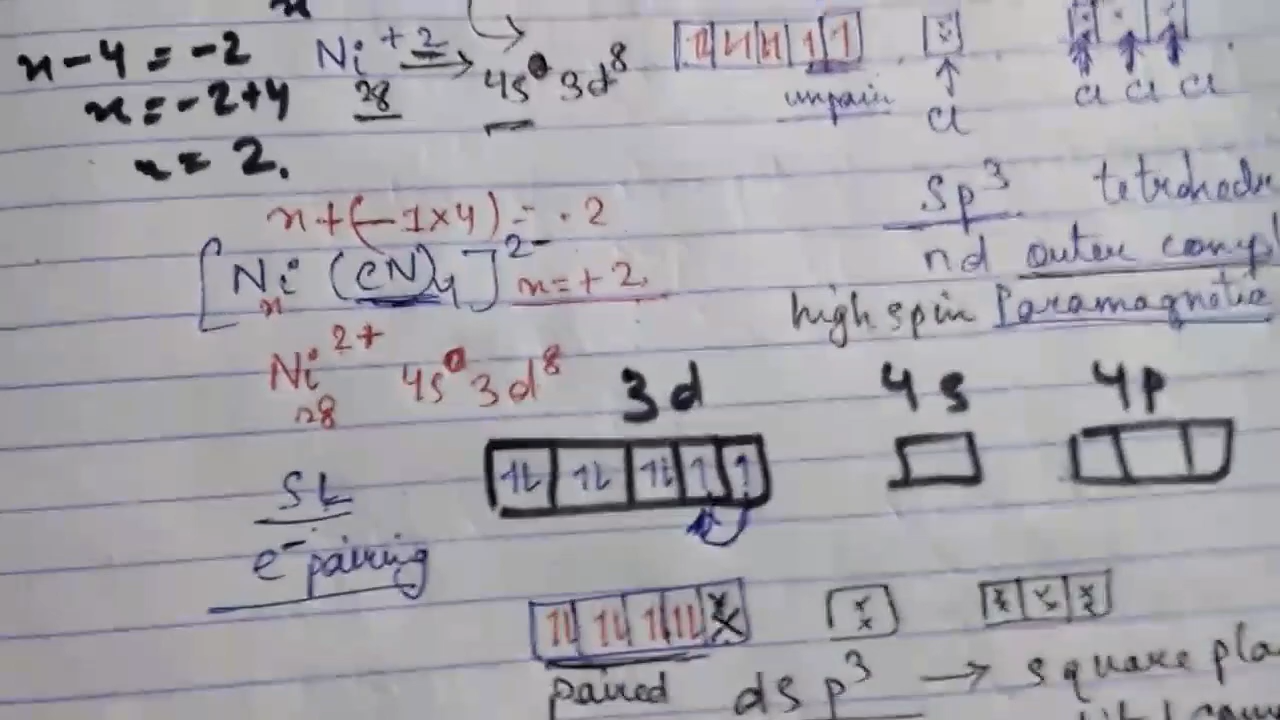 x-4 = -2 Ni +2 → 4s⁰ 3d⁸
x = -2+4 28 unpair Cl Cl Cl Cl
x = 2.
sp³ tetrahedr
x+(-1×4) = -2
[Ni (CN)4]²⁻ x=+2.
x
nd outer compl
high spin Paramagnetic
Ni²⁺ 4s⁰ 3d⁸
28
3d 4s 4p
SL
e⁻ pairing
paired dsp³ → square pla